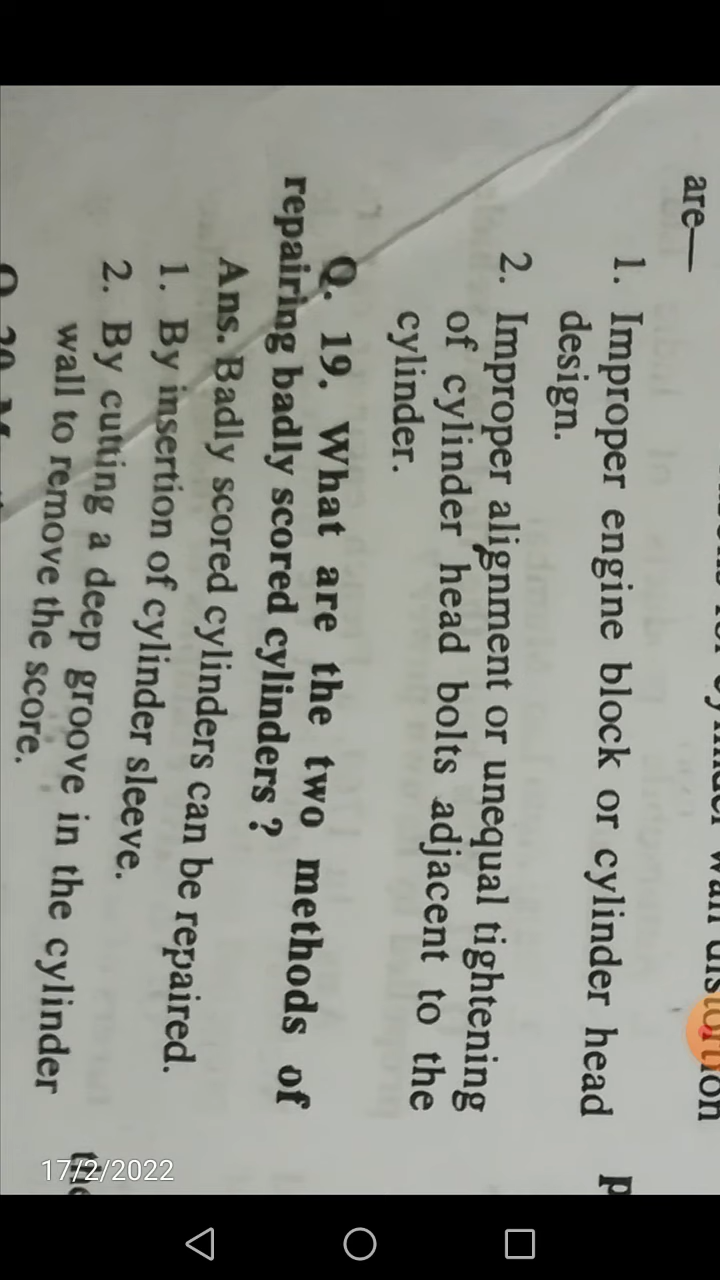 wall distortion
are—
1. Improper engine block or cylinder head
design.
2. Improper alignment or unequal tightening
of cylinder head bolts adjacent to the
cylinder.
Q. 19. What are the two methods of
repairing badly scored cylinders ?
Ans. Badly scored cylinders can be repaired.
1. By insertion of cylinder sleeve.
2. By cutting a deep groove in the cylinder
wall to remove the score.
17/2/2022